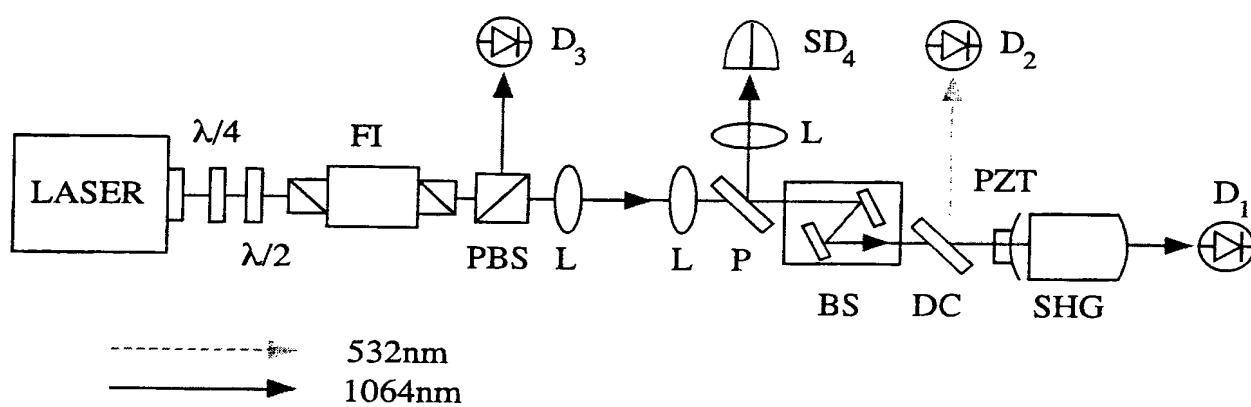 D3
SD4
D2
λ/4
FI
L
PZT
D1
LASER
λ/2
PBS
L
L
P
BS
DC
SHG
532nm
1064nm